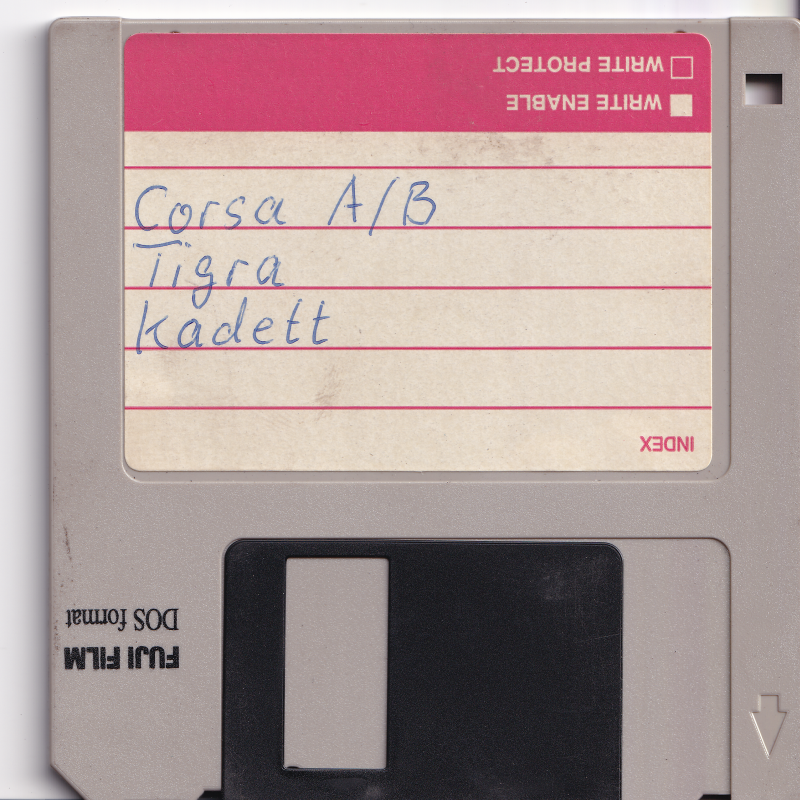 WRITE PROTECT
WRITE ENABLE
Corsa A/B
Tigra
Kadett
INDEX
DOS format
FUJI FILM